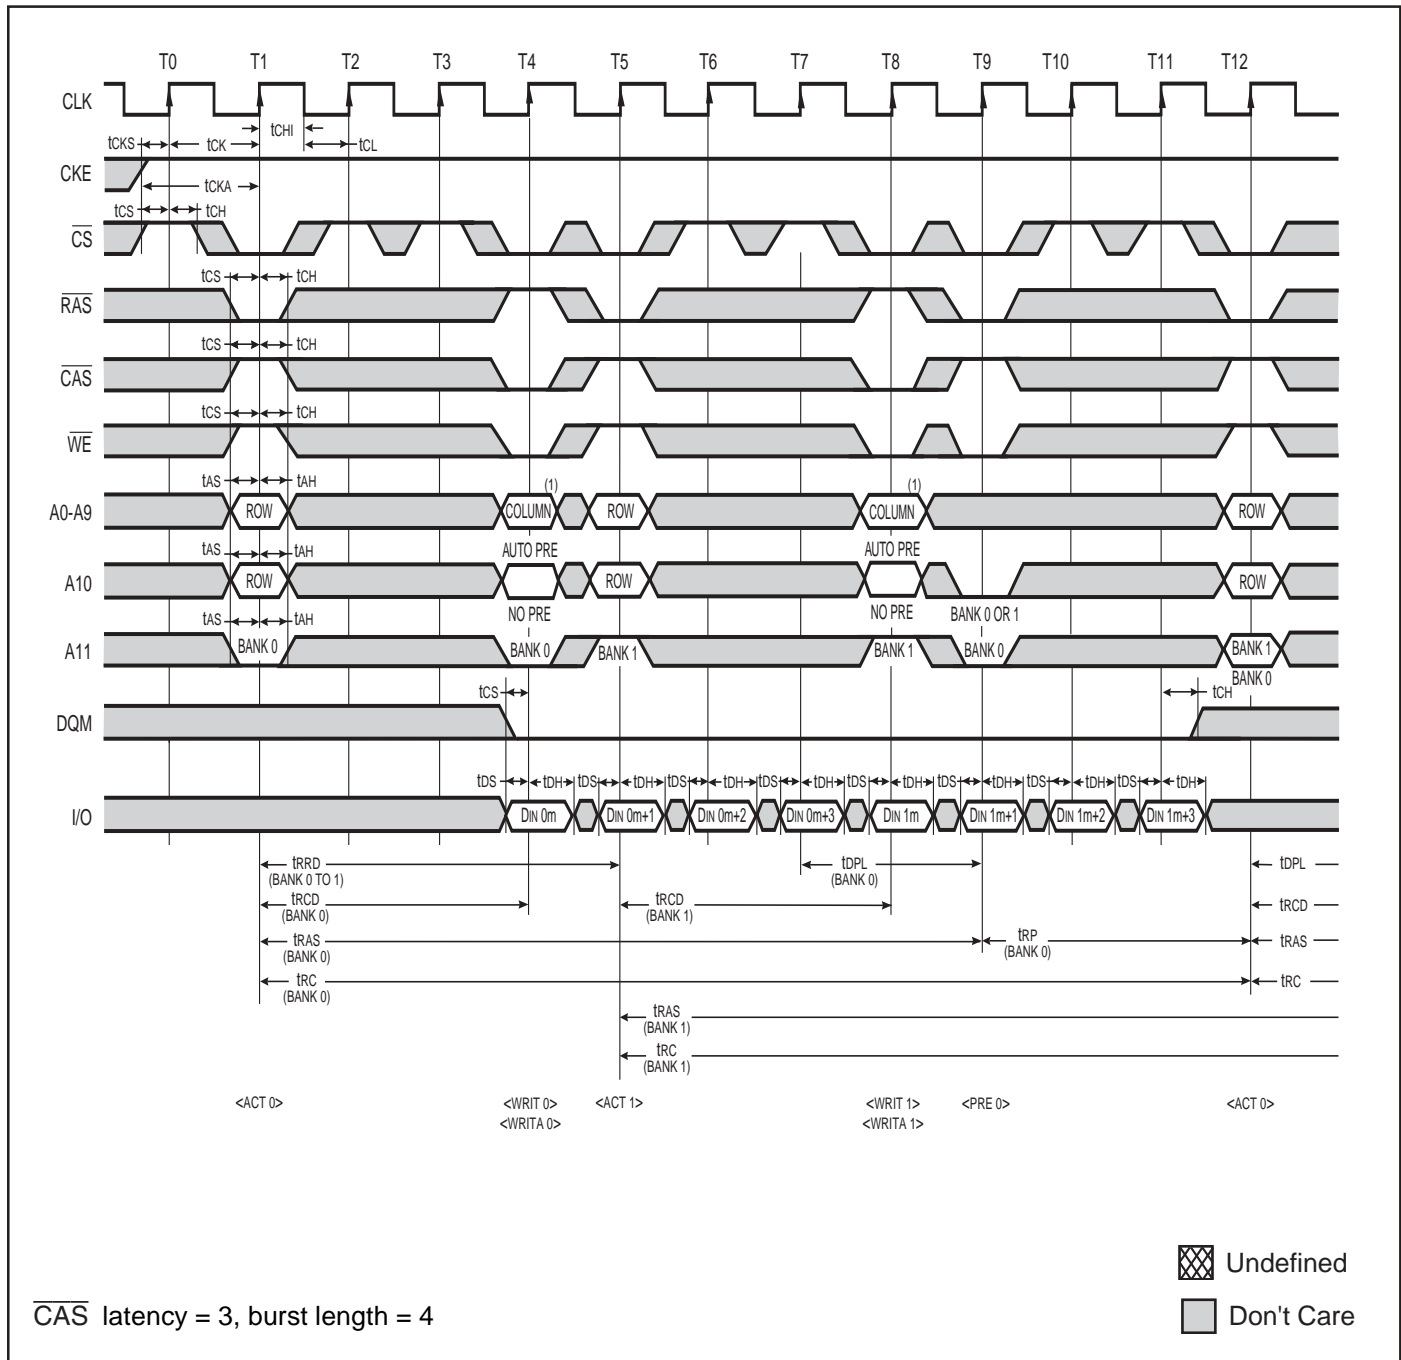 T0 T1 T2 T3 T4 T5 T6 T7 T8 T9 T10 T11 T12
CLK
tCHI
tCKS tCK tCL
CKE
tCKA
tCS tCH
CS
tCS tCH
RAS
tCS tCH
CAS
tCS tCH
WE
tAS tAH (1) (1)
A0-A9 ROW COLUMN ROW COLUMN ROW
tAS tAH AUTO PRE AUTO PRE
A10 ROW ROW ROW
tAS tAH NO PRE NO PRE BANK 0 OR 1
A11 BANK 0 BANK 0 BANK 1 BANK 1 BANK 0 BANK 1
BANK 0
tCS tCH
DQM
tDS tDH tDS tDH tDS tDH tDS tDH tDS tDH tDS tDH tDS tDH tDS tDH
I/O DIN 0m DIN 0m+1 DIN 0m+2 DIN 0m+3 DIN 1m DIN 1m+1 DIN 1m+2 DIN 1m+3
tRRD tDPL tDPL
(BANK 0 TO 1) (BANK 0)
tRCD tRCD tRCD
(BANK 0) (BANK 1)
tRAS tRP tRAS
(BANK 0) (BANK 0)
tRC tRC
(BANK 0)
tRAS
(BANK 1)
tRC
(BANK 1)
<ACT 0> <WRIT 0> <ACT 1> <WRIT 1> <PRE 0> <ACT 0>
<WRITA 0> <WRITA 1>
Undefined
CAS latency = 3, burst length = 4
Don't Care